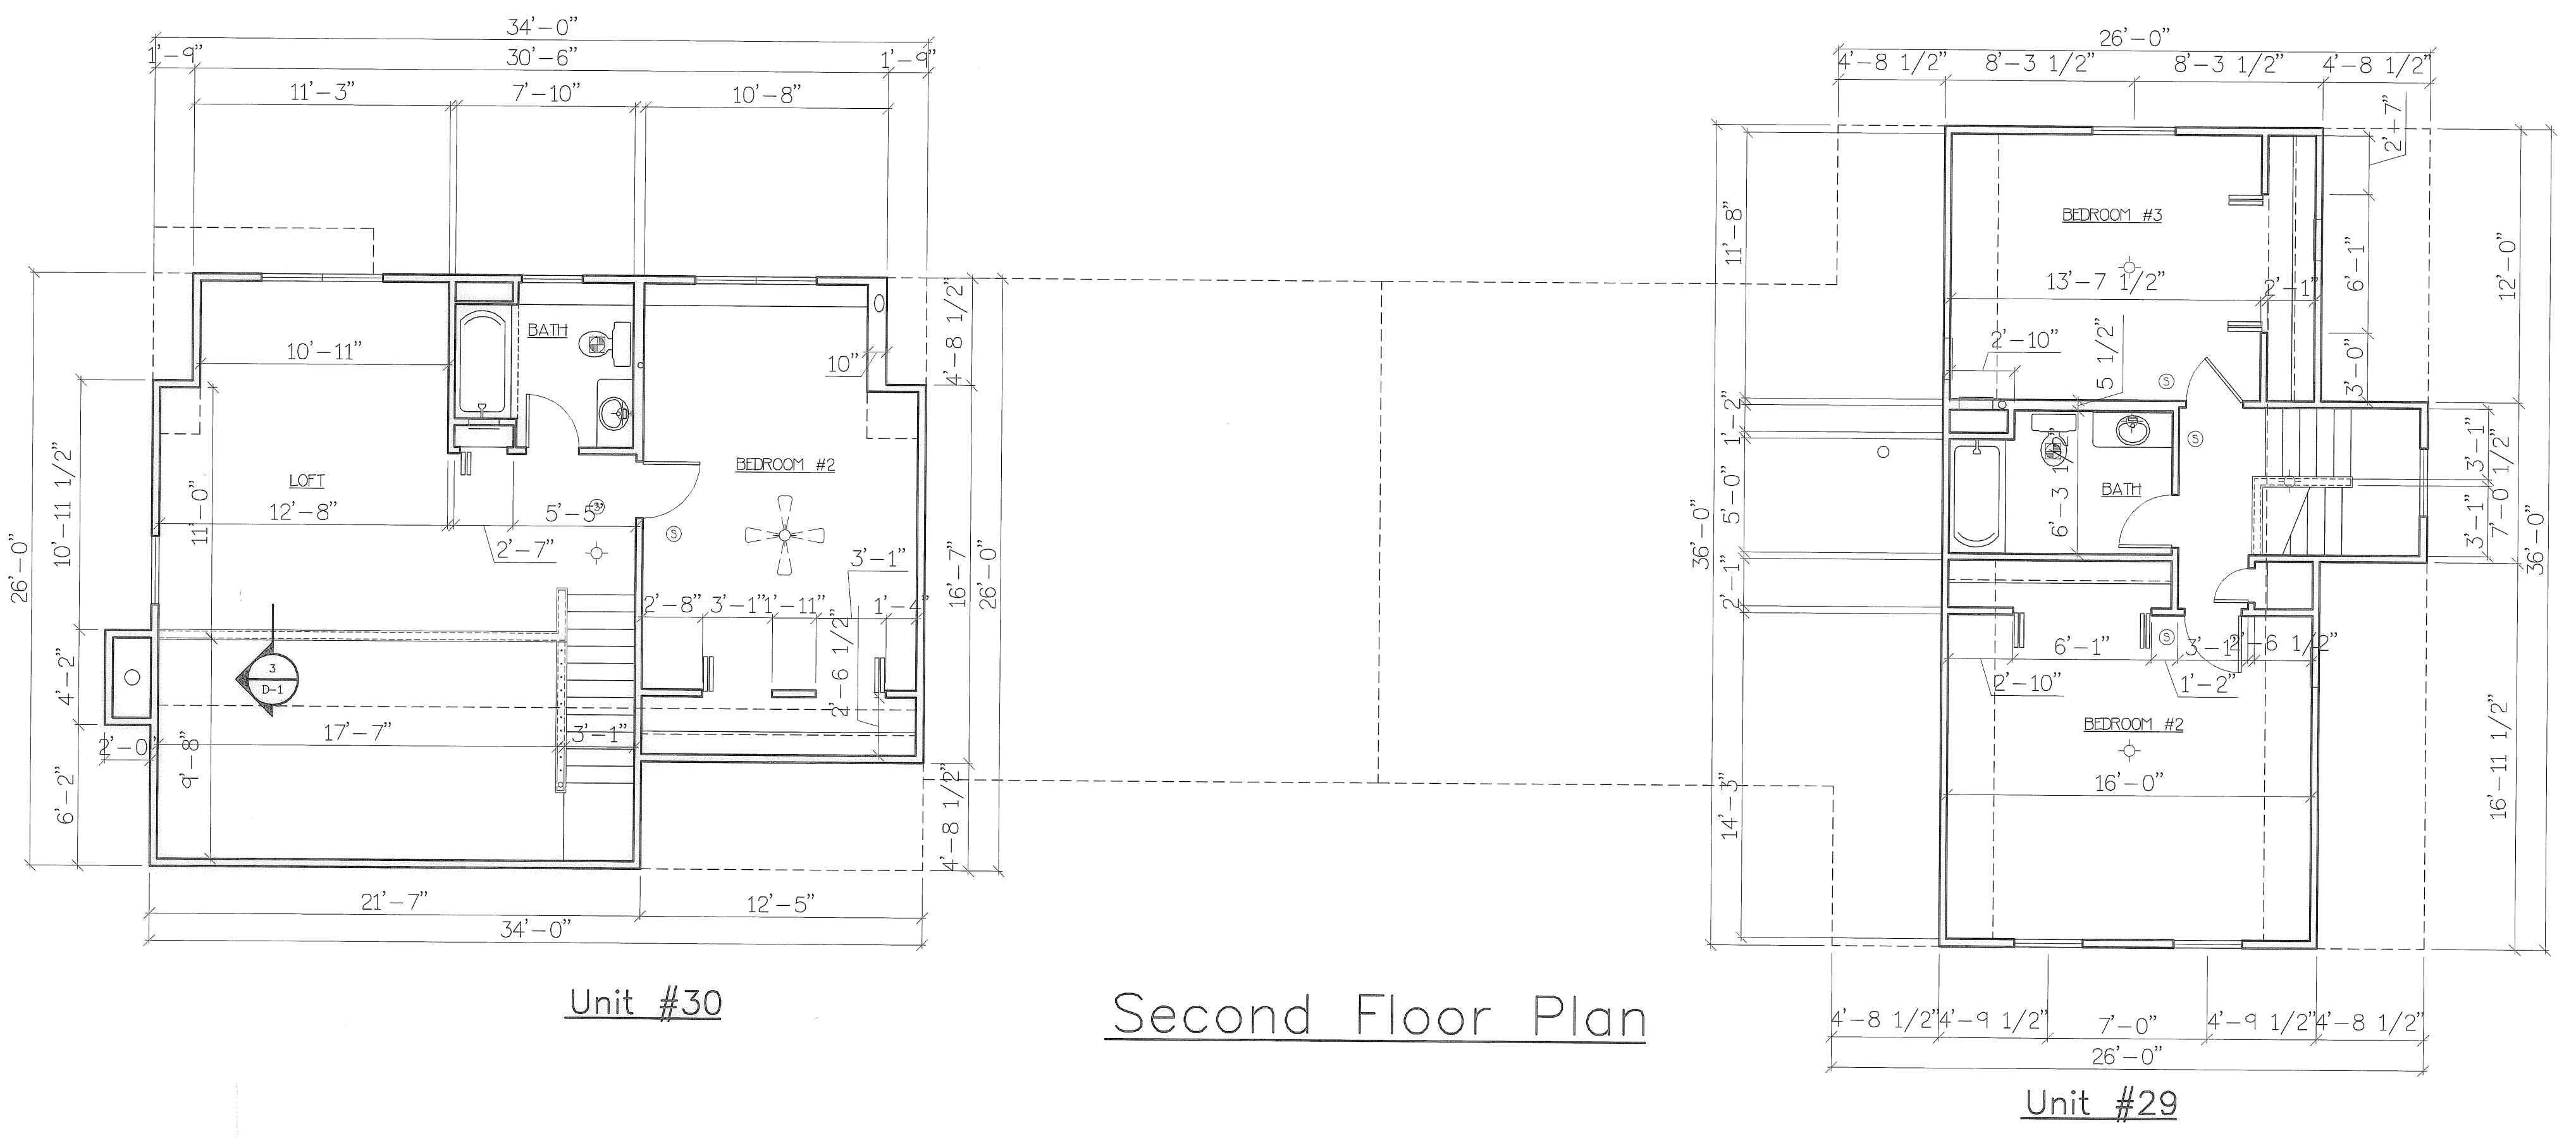 34'-0"
1'-9" 30'-6" 1'-9"
11'-3" 7'-10" 10'-8"
26'-0"
4'-8 1/2" 8'-3 1/2" 8'-3 1/2" 4'-8 1/2"
2'-7"
11'-8"
BEDROOM #3
13'-7 1/2" 2'-1"
6'-1"
12'-0"
2'-10"
5 1/2"
3'-0"
S
BATH
10'-11"
10"
4'-8 1/2"
LOFT
12'-8"
11'-0"
10'-11 1/2"
26'-0"
5'-5"
S
2'-7"
BEDROOM #2
S
3'-1"
2'-8" 3'-1" 1'-11" 1'-4"
2'-6 1/2"
16'-7"
26'-0"
3
D-1
4'-2"
17'-7" 3'-1"
2'-0"
9'-8"
6'-2"
4'-8 1/2"
21'-7" 12'-5"
34'-0"
1'-2"
5'-0"
36'-0"
2'-1"
14'-3"
6'-3 1/2"
BATH
S
3'-1"
3'-1"
7'-0 1/2"
36'-0"
S
6'-1" 3'-1" 2'-6 1/2"
2'-10" 1'-2"
BEDROOM #2
16'-0"
16'-11 1/2"
4'-8 1/2" 4'-9 1/2" 7'-0" 4'-9 1/2" 4'-8 1/2"
26'-0"
Unit #30
Second Floor Plan
Unit #29